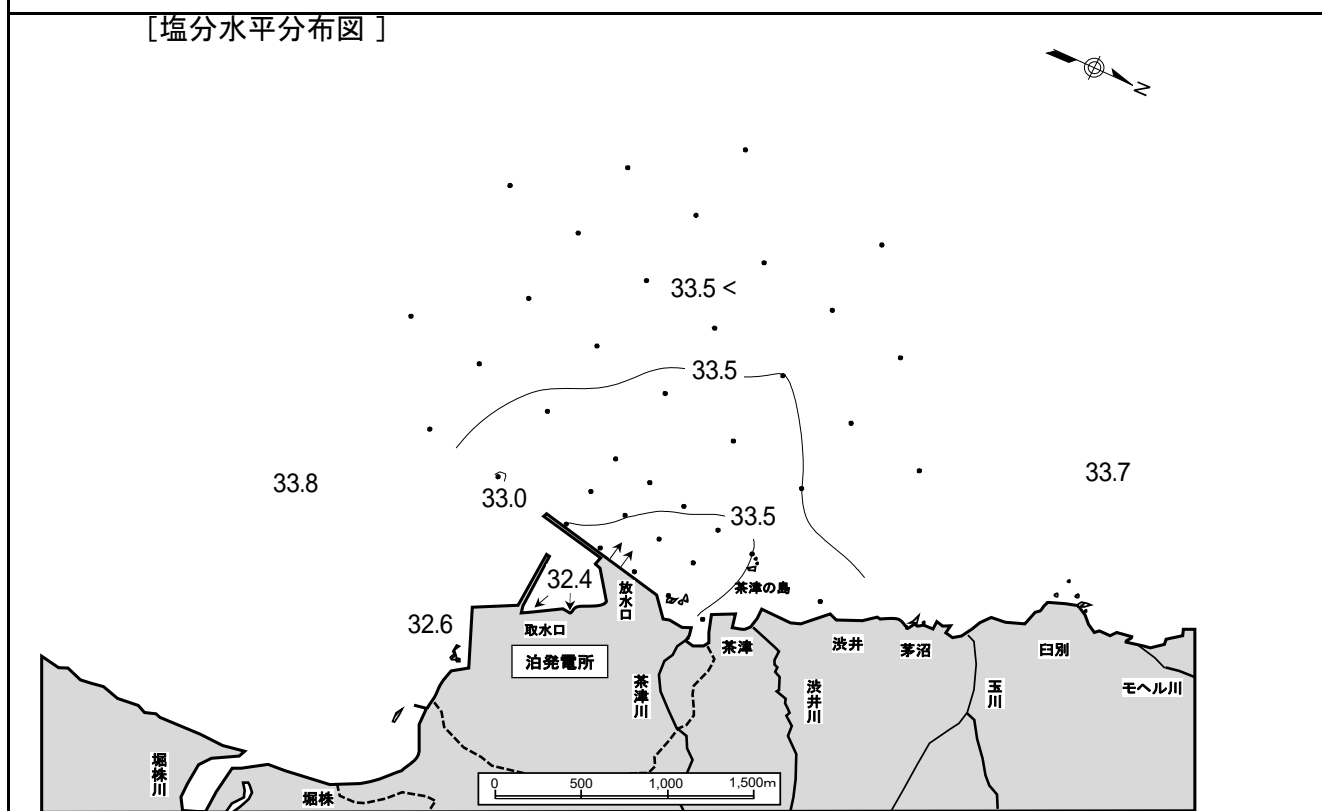 [塩分水平分布図 ]
N
33.5 <
33.5
33.8
33.0
33.7
33.5
32.4
放水口
茶津の島
32.6
取水口
泊発電所
茶津川
茶津
渋井
茅沼
臼別
渋井川
玉川
モヘル川
堀株川
堀株
0 500 1,000 1,500m